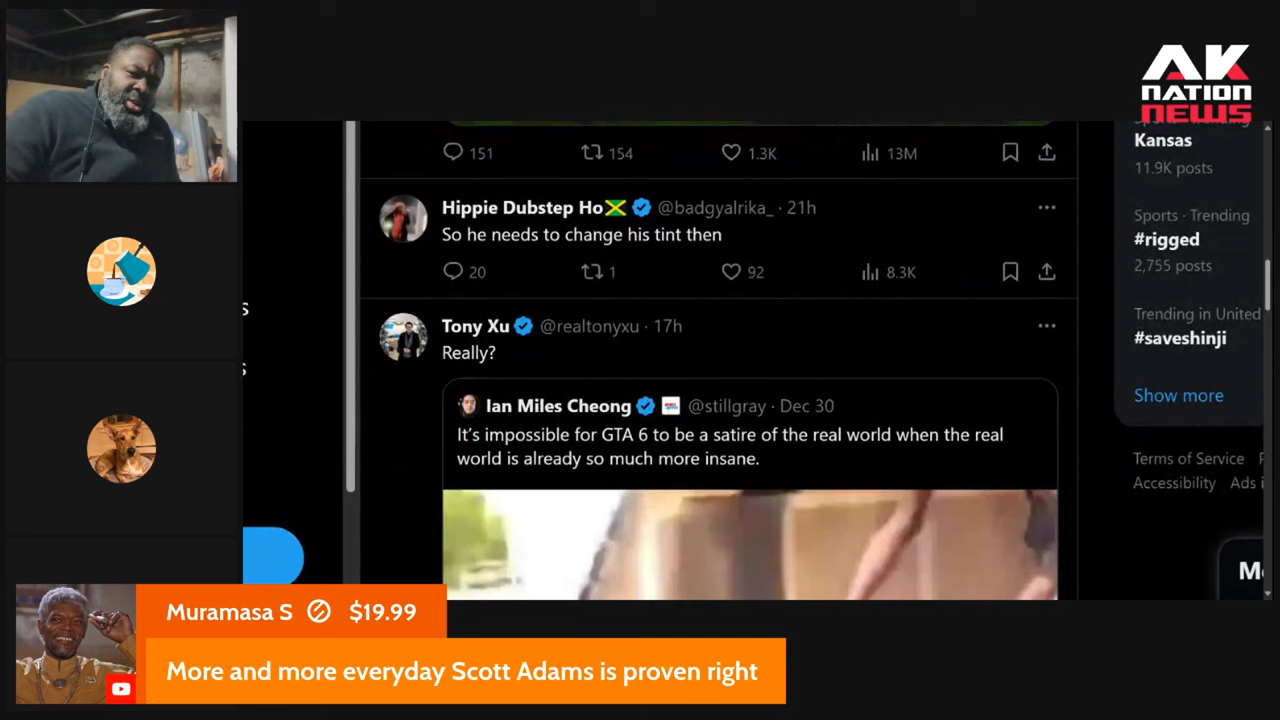 AK
NATION
NEWS
151 154 1.3K 13M
Hippie Dubstep Ho @badgyalrika_ · 21h
So he needs to change his tint then
20 1 92 8.3K
Tony Xu @realtonyxu · 17h
Really?
Ian Miles Cheong @stillgray · Dec 30
It's impossible for GTA 6 to be a satire of the real world when the real
world is already so much more insane.
Kansas
11.9K posts
Sports · Trending
#rigged
2,755 posts
Trending in United
#saveshinji
Show more
Terms of Service
Accessibility Ads
Muramasa S $19.99
More and more everyday Scott Adams is proven right